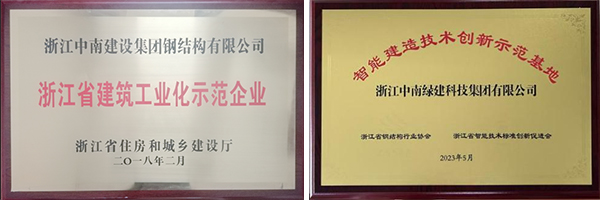 浙江中南建设集团钢结构有限公司
浙江省建筑工业化示范企业
浙江省住房和城乡建设厅
二〇一八年二月
智能建造技术创新示范基地
浙江中南绿建科技集团有限公司
浙江省钢结构行业协会 浙江省智能技术标准创新促进会
2023年5月